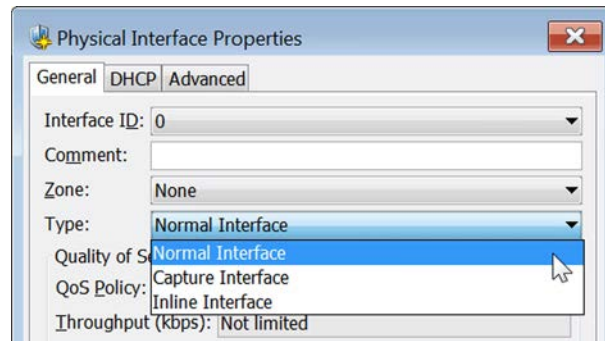 Physical Interface Properties
General DHCP Advanced
Interface ID: 0
Comment:
Zone: None
Type: Normal Interface
Quality of Se
Normal Interface
QoS Policy:
Capture Interface
Inline Interface
Throughput (kbps): Not limited